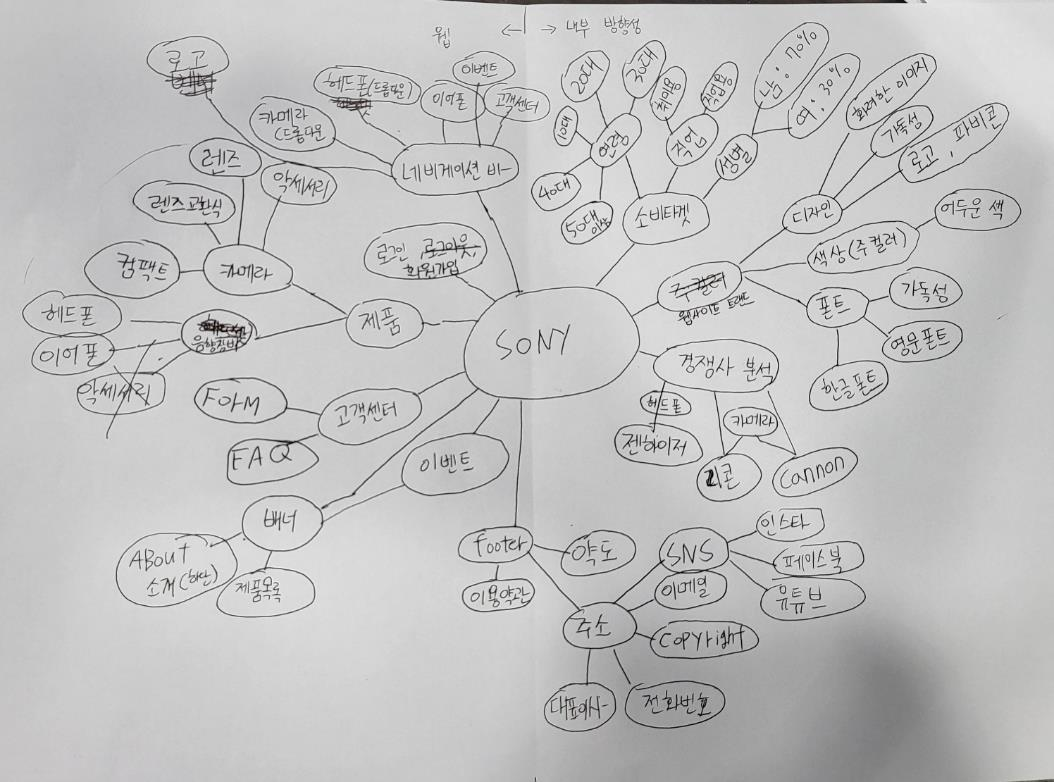 웹 ← → 내부 방향성
로고
헤드폰(드롭다운)
이어폰
이벤트
고객센터
카메라
(드롭다운
네비게이션 바
렌즈
악세서리
렌즈교환식
컴팩트
카메라
로그인, 로그아웃,
회원가입
제품
헤드폰
이어폰
악세세리
음향장비
SONY
FORM
FAQ
고객센터
이벤트
배너
ABOUT
소개(하단)
제품목록
10대
20대
30대
40대
50대
이상
연령
취미용
직업용
직업
남: 70%
여: 30%
성별
소비타겟
화려한 이미지
가독성
로고, 파비콘
디자인
어두운 색
색상(주컬러)
주컬러
웹사이트 트랜드
폰트
가독성
영문폰트
한글폰트
경쟁사 분석
헤드폰
젠하이저
카메라
니콘
Cannon
footer
약도
이용약관
주소
SNS
인스타
페이스북
유튜브
이메일
COPYright
전화번호